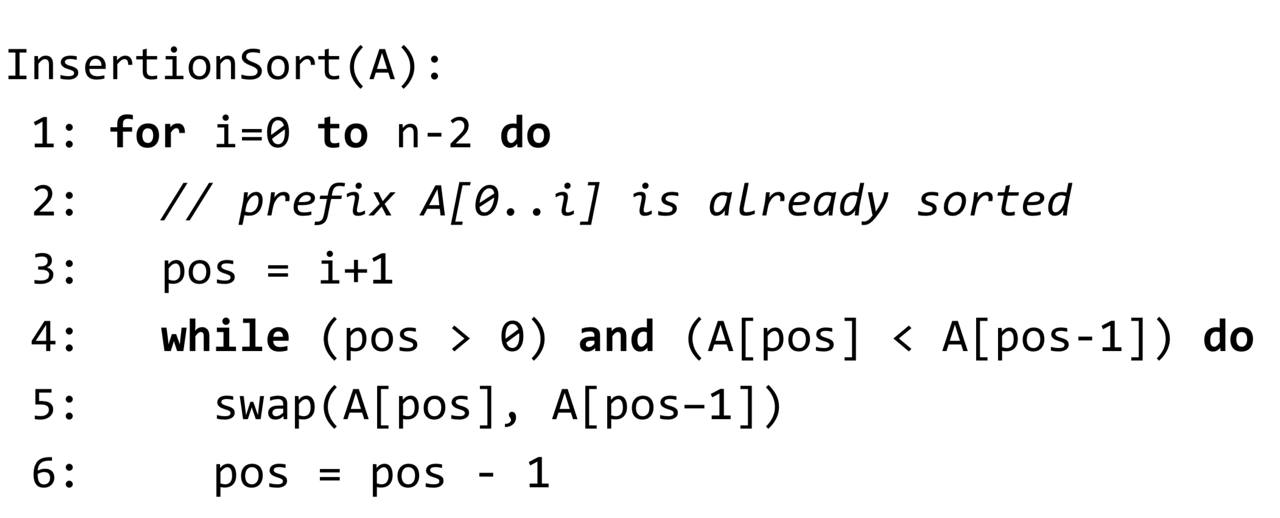 InsertionSort(A):
1: for i=0 to n-2 do
2:   // prefix A[0..i] is already sorted
3:   pos = i+1
4:   while (pos > 0) and (A[pos] < A[pos-1]) do
5:     swap(A[pos], A[pos–1])
6:     pos = pos - 1